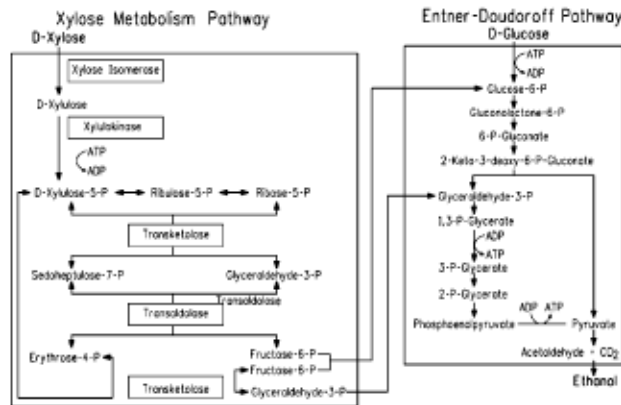 Xylose Metabolism Pathway
D-Xylose
Xylose Isomerase
D-Xylulose
Xylulokinase
ATP
ADP
D-Xylulose-5-P
Ribulose-5-P
Ribose-5-P
Transketolase
Sedoheptulose-7-P
Glyceraldehyde-3-P
Transaldolase
Transaldolase
Erythrose-4-P
Fructose-6-P
Fructose-6-P
Transketolase
Glyceraldehyde-3-P
Entner-Doudoroff Pathway
D-Glucose
ATP
ADP
Glucose-6-P
Gluconolactone-6-P
6-P-Gluconate
2-Keto-3-deoxy-6-P-Gluconate
Glyceraldehyde-3-P
1,3-P-Glycerate
ADP
ATP
3-P-Glycerate
2-P-Glycerate
Phosphoenolpyruvate
ADP ATP
Pyruvate
Acetaldehyde + CO2
Ethanol